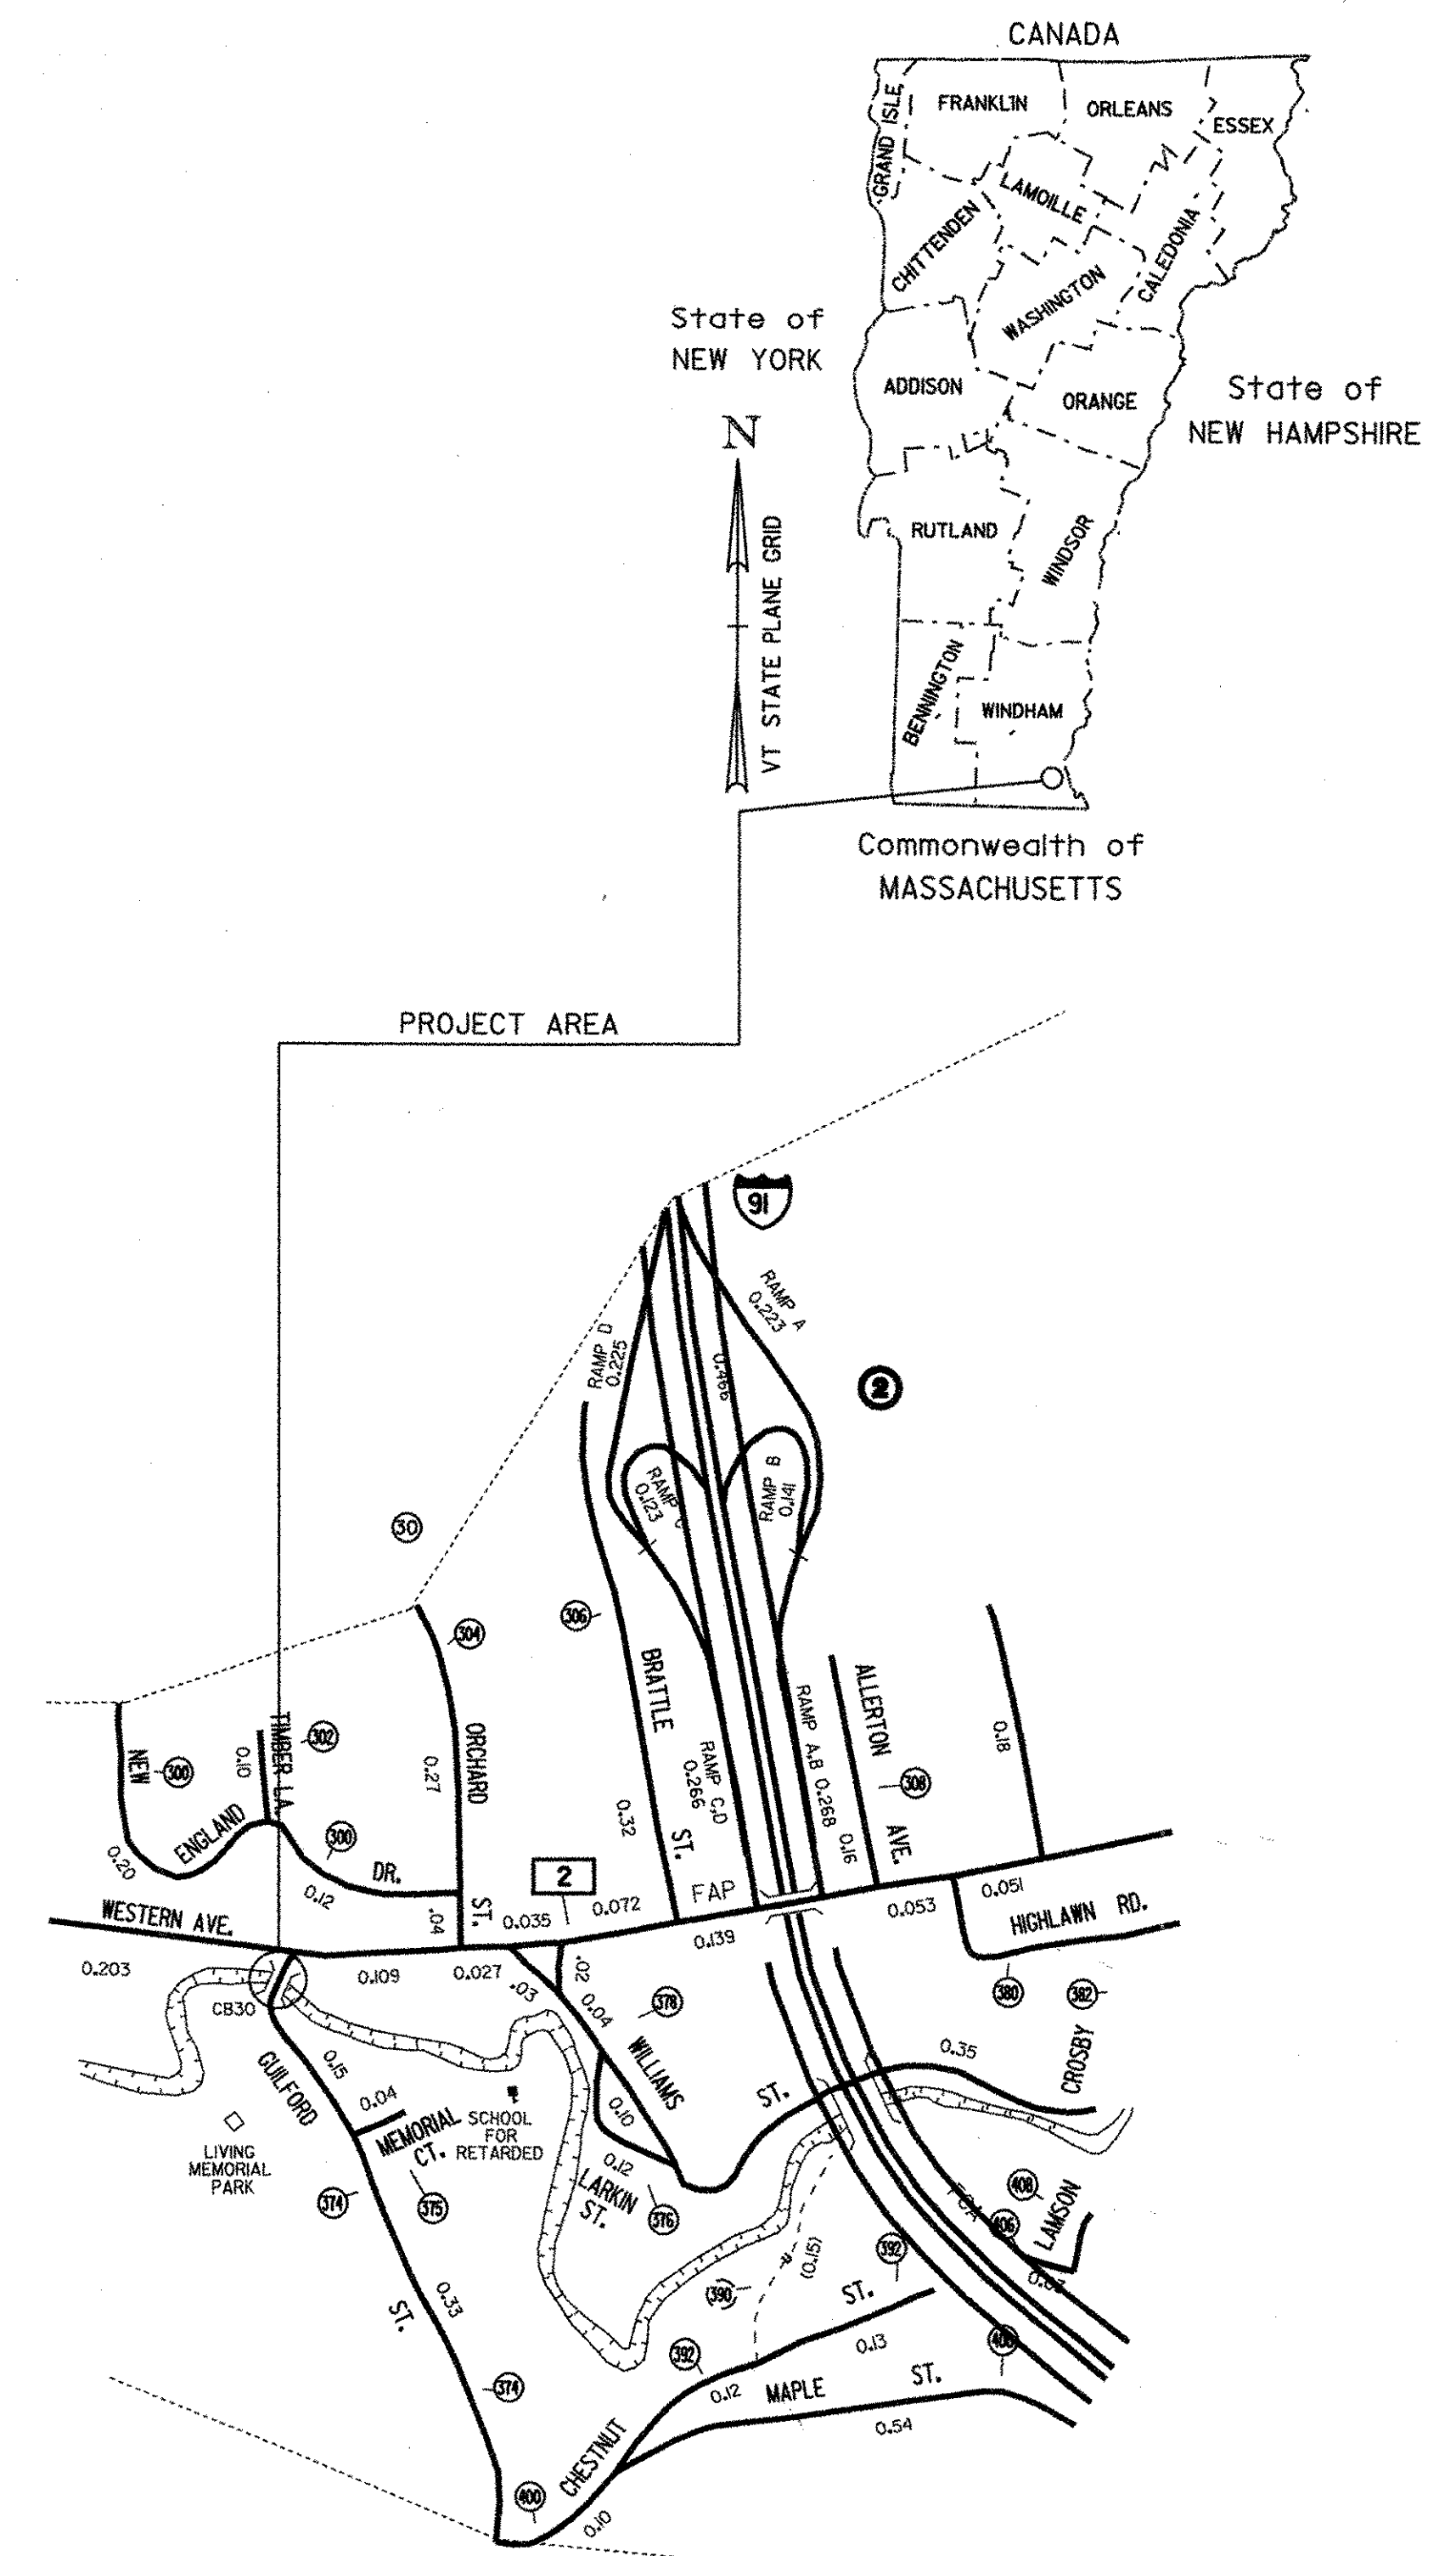 CANADA
GRAND ISLE
FRANKLIN
ORLEANS
ESSEX
LAMOILLE
CHITTENDEN
CALEDONIA
WASHINGTON
State of
NEW YORK
ADDISON
ORANGE
State of
NEW HAMPSHIRE
N
VT STATE PLANE GRID
RUTLAND
WINDSOR
BENNINGTON
WINDHAM
Commonwealth of
MASSACHUSETTS
PROJECT AREA
91
RAMP A
0.223
RAMP D
0.225
0.466
2
RAMP C
0.123
RAMP B
0.141
30
306
304
BRATTLE
ALLERTON
RAMP A,B 0.268
RAMP C,D
0.266
0.18
NEW
300
0.10
TIMBER LA.
302
0.27
ORCHARD
308
0.32
0.16
AVE.
ENGLAND
300
0.20
DR.
0.12
ST.
2
FAP
WESTERN AVE.
.04
ST.
0.035
0.072
0.139
0.053
0.051
HIGHLAWN RD.
0.203
0.109
0.027
.03
.02
0.04
CB30
378
380
382
GUILFORD
0.15
0.04
WILLIAMS
ST.
0.35
CROSBY
MEMORIAL
CT.
SCHOOL
FOR
RETARDED
0.10
0.12
LARKIN
ST.
LIVING
MEMORIAL
PARK
374
375
376
408
406
LAMSON
(0.15)
392
390
ST.
0.33
ST.
374
392
0.13
0.12
MAPLE
ST.
0.54
CHESTNUT
400
0.10